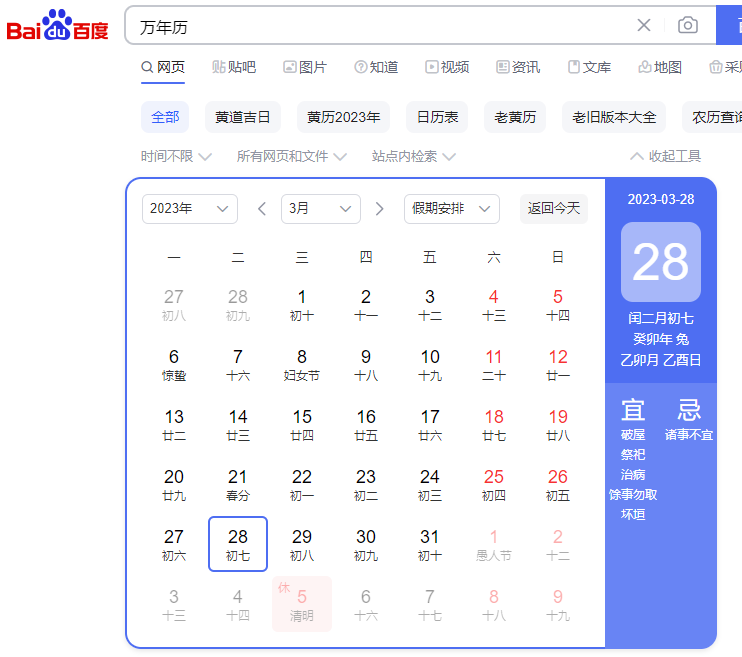 Bai du 百度 万年历
网页 贴吧 图片 知道 视频 资讯 文库 地图
全部 黄道吉日 黄历2023年 日历表 老黄历 老旧版本大全 农历查询
时间不限 所有网页和文件 站点内检索 收起工具
2023年 3月 假期安排 返回今天
一 二 三 四 五 六 日
27 28 1 2 3 4 5
初八 初九 初十 十一 十二 十三 十四
6 7 8 9 10 11 12
惊蛰 十六 妇女节 十八 十九 二十 廿一
13 14 15 16 17 18 19
廿二 廿三 廿四 廿五 廿六 廿七 廿八
20 21 22 23 24 25 26
廿九 春分 初一 初二 初三 初四 初五
27 28 29 30 31 1 2
初六 初七 初八 初九 初十 愚人节 十二
休
3 4 5 6 7 8 9
十三 十四 清明 十六 十七 十八 十九
2023-03-28
28
闰二月初七
癸卯年 兔
乙卯月 乙酉日
宜 忌
破屋 诸事不宜
祭祀
治病
馀事勿取
坏垣